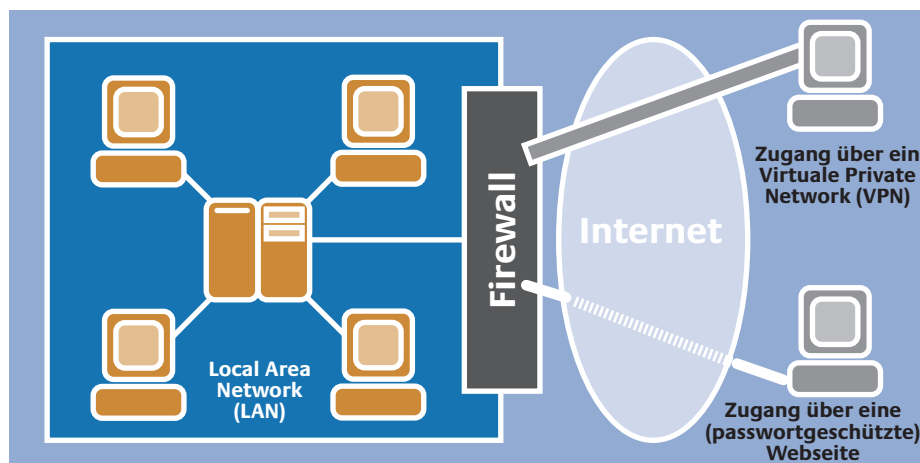 Local Area
Network
(LAN)
Firewall
Internet
Zugang über ein
Virtuale Private
Network (VPN)
Zugang über eine
(passwortgeschützte)
Webseite